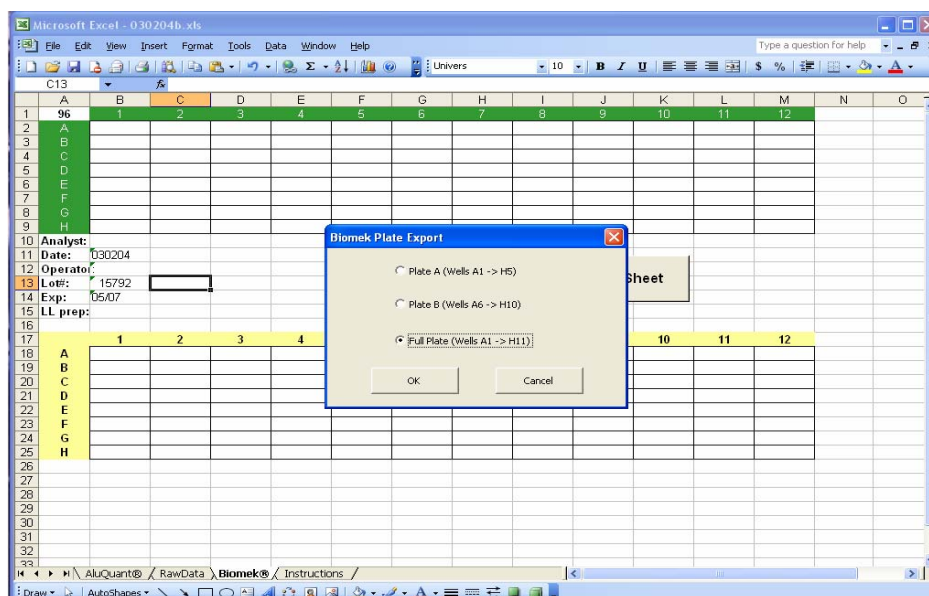 Microsoft Excel - 030204b.xls
File Edit View Insert Format Tools Data Window Help
Type a question for help
Univers 10 B I U $ %
C13 fx
A B C D E F G H I J K L M N O
1 96 1 2 3 4 5 6 7 8 9 10 11 12
2 A
3 B
4 C
5 D
6 E
7 F
8 G
9 H
10 Analyst:
11 Date: 030204
12 Operator:
13 Lot#: 15792
14 Exp: 05/07
15 LL prep:
16
Biomek Plate Export
Plate A (Wells A1 -> H5)
Plate B (Wells A6 -> H10)
Full Plate (Wells A1 -> H11)
OK Cancel
Sheet
17 1 2 3 4 10 11 12
18 A
19 B
20 C
21 D
22 E
23 F
24 G
25 H
26
27
28
29
30
31
32
33
AluQuant® RawData Biomek® Instructions
Draw AutoShapes